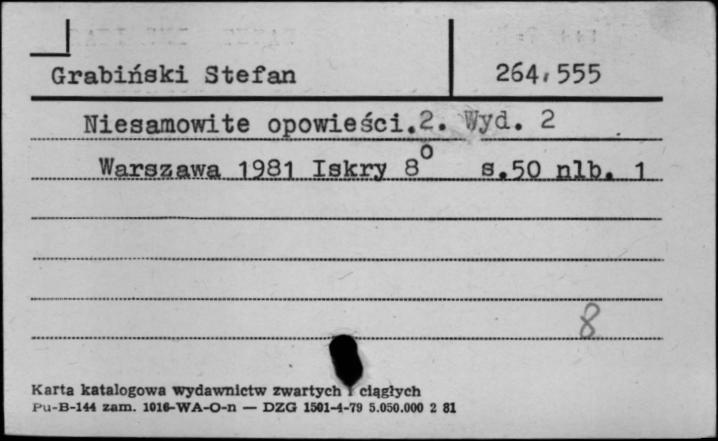 Grabiński Stefan 264,555
Niesamowite opowieści.2. Wyd. 2
Warszawa 1981 Iskry 8° s.50 nlb. 1
8
Karta katalogowa wydawnictw zwartych i ciągłych
Pu-B-144 zam. 1016-WA-O-n — DZG 1501-4-79 5.050.000 2 81